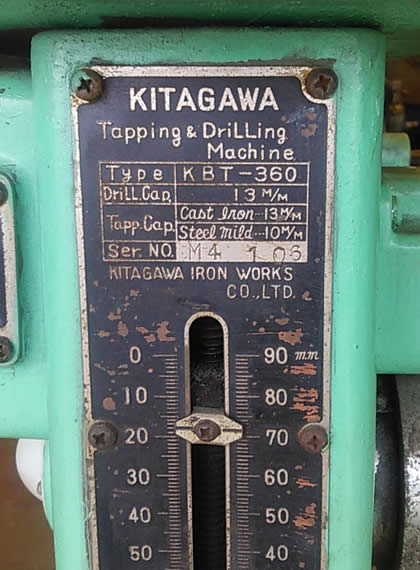 KITAGAWA
Tapping & Drilling
Machine
Type KBT-360
Drill.Cap. 13 M/M
Tapp.Cap. Cast Iron···13 M/M
Steel mild···10 M/M
Ser. NO. M4 106
KITAGAWA IRON WORKS
CO.,LTD.
0 90 mm
10 80
20 70
30 60
40 50
50 40